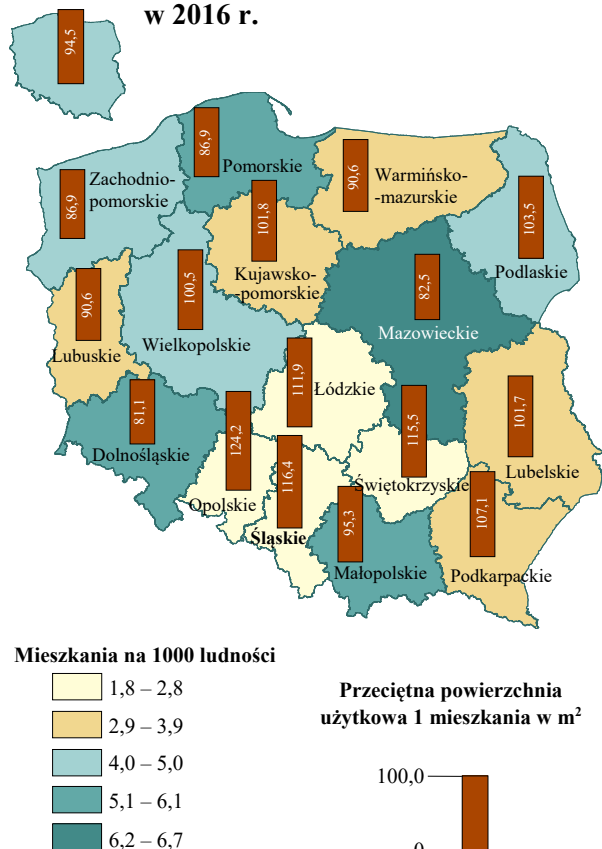 w 2016 r.
94,5
86,9
Pomorskie
Zachodnio-
pomorskie
86,9
90,6
Warmińsko-
-mazurskie
101,8
Kujawsko-
-pomorskie
103,5
Podlaskie
82,5
Mazowieckie
100,5
Wielkopolskie
90,6
Lubuskie
111,9
Łódzkie
81,1
Dolnośląskie
124,2
Opolskie
116,4
Śląskie
115,5
Świętokrzyskie
101,7
Lubelskie
95,3
Małopolskie
107,1
Podkarpackie
Mieszkania na 1000 ludności
1,8 – 2,8
2,9 – 3,9
4,0 – 5,0
5,1 – 6,1
6,2 – 6,7
Przeciętna powierzchnia
użytkowa 1 mieszkania w m²
100,0
0